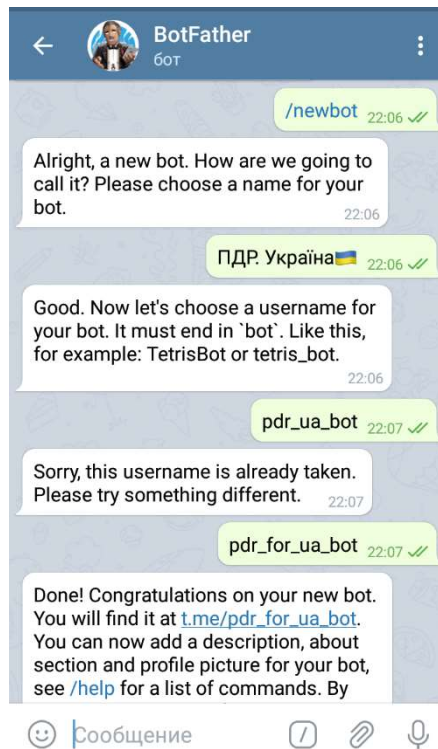 BotFather
бот
/newbot 22:06
Alright, a new bot. How are we going to
call it? Please choose a name for your
bot.
22:06
ПДР. Україна🇺🇦 22:06
Good. Now let's choose a username for
your bot. It must end in `bot`. Like this,
for example: TetrisBot or tetris_bot.
22:06
pdr_ua_bot 22:07
Sorry, this username is already taken.
Please try something different. 22:07
pdr_for_ua_bot 22:07
Done! Congratulations on your new bot.
You will find it at t.me/pdr_for_ua_bot.
You can now add a description, about
section and profile picture for your bot,
see /help for a list of commands. By
Сообщение